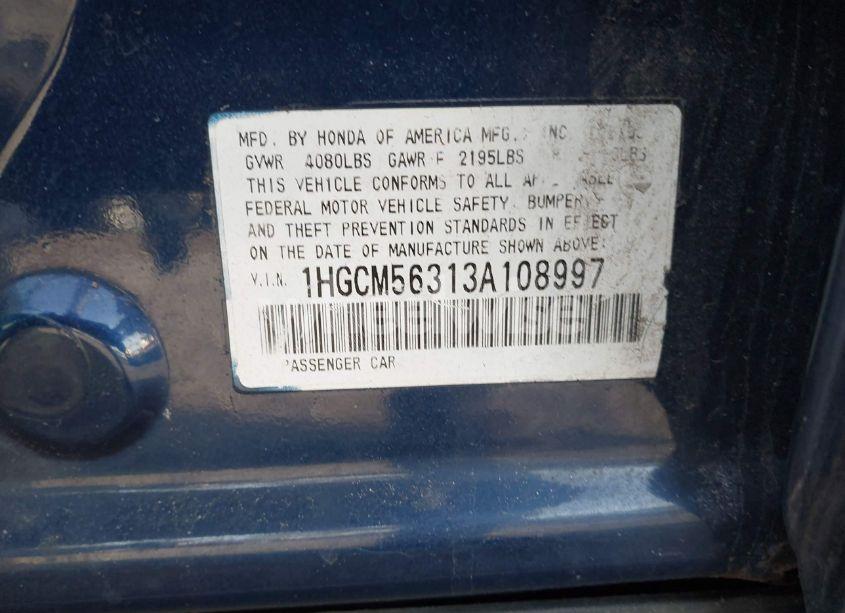 MFD. BY HONDA OF AMERICA MFG. INC.
GVWR 4080LBS GAWR F 2195LBS
THIS VEHICLE CONFORMS TO ALL
FEDERAL MOTOR VEHICLE SAFETY, BUMPER,
AND THEFT PREVENTION STANDARDS IN EFFECT
ON THE DATE OF MANUFACTURE SHOWN ABOVE:
V.I.N. 1HGCM56313A108997
PASSENGER CAR